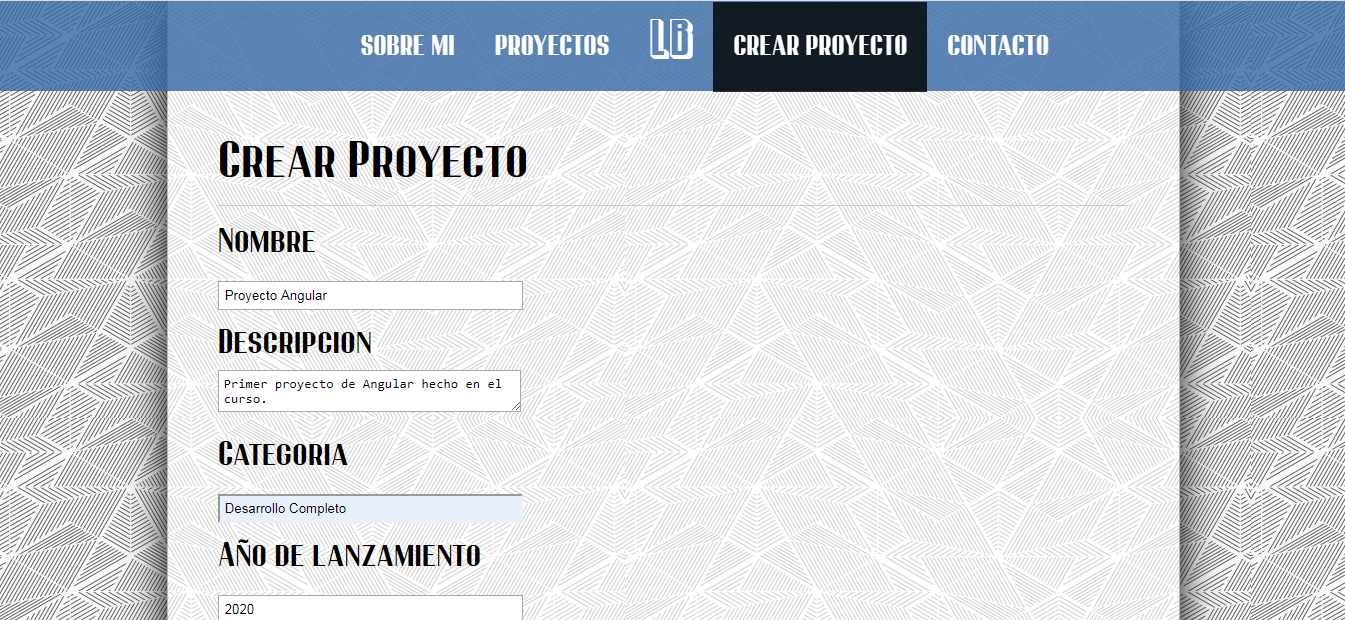 SOBRE MI PROYECTOS LB CREAR PROYECTO CONTACTO
CREAR PROYECTO
NOMBRE
Proyecto Angular
DESCRIPCION
Primer proyecto de Angular hecho en el
curso.
CATEGORIA
Desarrollo Completo
AÑO DE LANZAMIENTO
2020